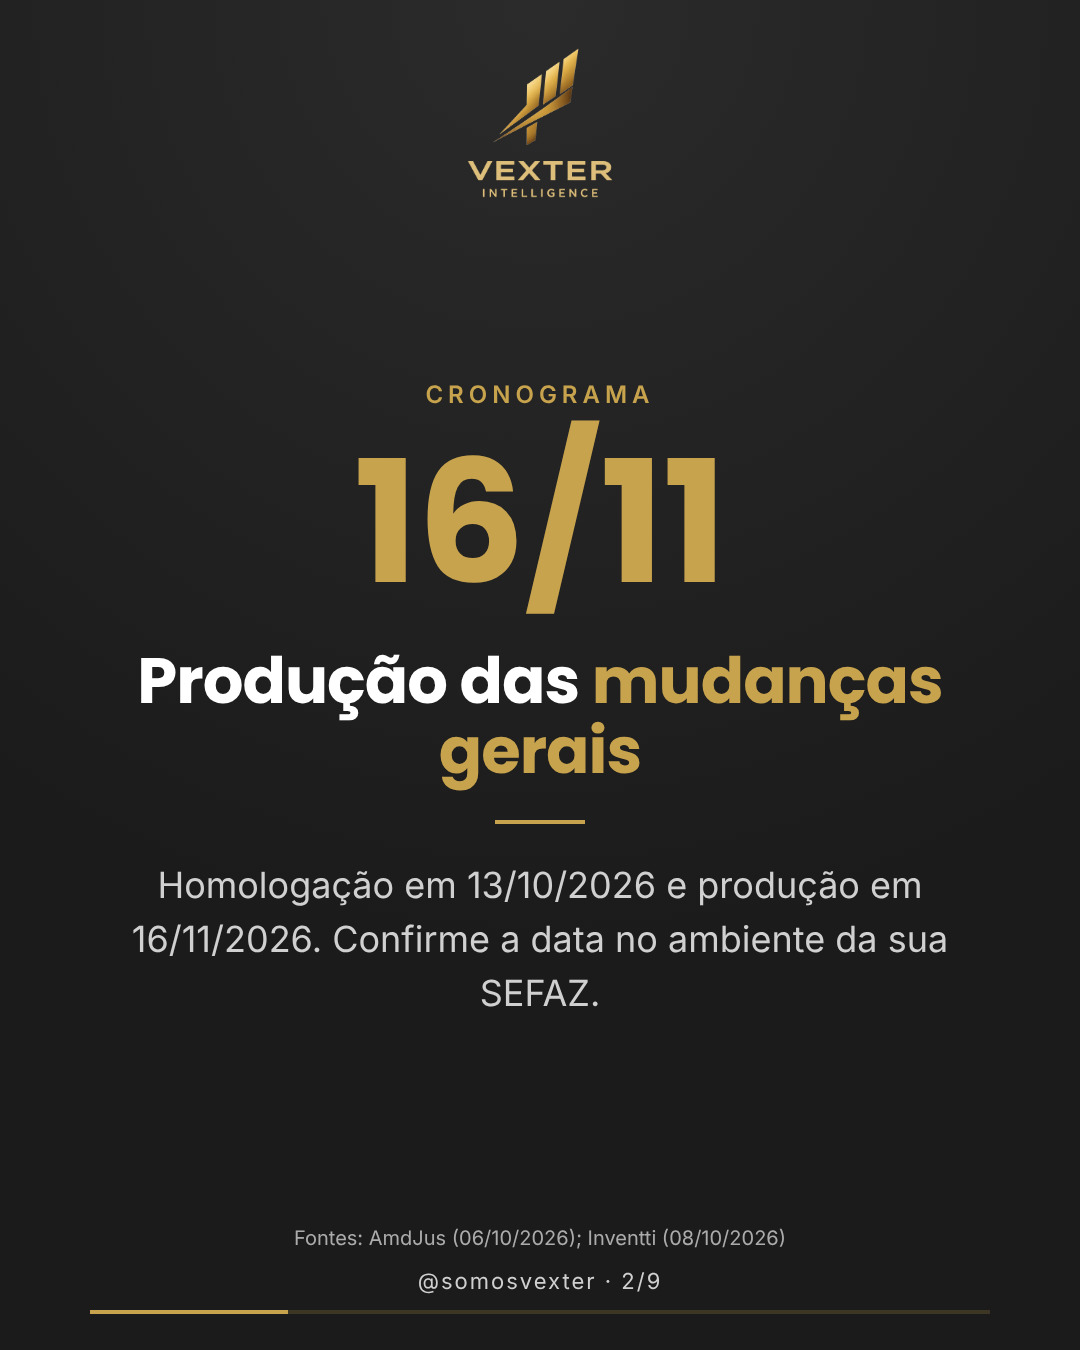 VEXTER
INTELLIGENCE
CRONOGRAMA
16/11
Produção das mudanças
gerais
Homologação em 13/10/2026 e produção em
16/11/2026. Confirme a data no ambiente da sua
SEFAZ.
Fontes: AmdJus (06/10/2026); Inventti (08/10/2026)
@somosvexter · 2/9